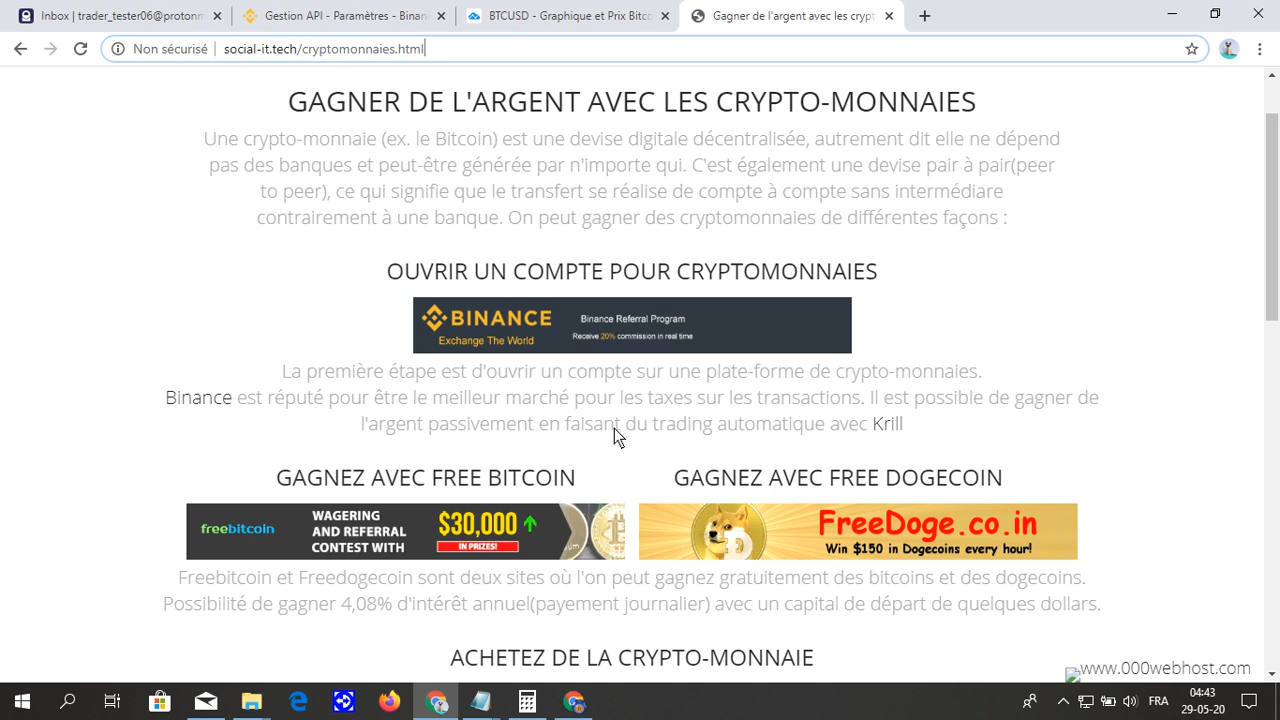 Inbox | trader_tester06@protonm
Gestion API - Paramètres - Binan
BTCUSD - Graphique et Prix Bitco
Gagner de l'argent avec les crypt
Non sécurisé
social-it.tech/cryptomonnaies.html
GAGNER DE L'ARGENT AVEC LES CRYPTO-MONNAIES
Une crypto-monnaie (ex. le Bitcoin) est une devise digitale décentralisée, autrement dit elle ne dépend
pas des banques et peut-être générée par n'importe qui. C'est également une devise pair à pair(peer
to peer), ce qui signifie que le transfert se réalise de compte à compte sans intermédiare
contrairement à une banque. On peut gagner des cryptomonnaies de différentes façons :
OUVRIR UN COMPTE POUR CRYPTOMONNAIES
BINANCE
Exchange The World
Binance Referral Program
Receive 20% commission in real time
La première étape est d'ouvrir un compte sur une plate-forme de crypto-monnaies.
Binance est réputé pour être le meilleur marché pour les taxes sur les transactions. Il est possible de gagner de
l'argent passivement en faisant du trading automatique avec Krill
GAGNEZ AVEC FREE BITCOIN
freebitcoin
WAGERING
AND REFERRAL
CONTEST WITH
$30,000
IN PRIZES!
GAGNEZ AVEC FREE DOGECOIN
FreeDoge.co.in
Win $150 in Dogecoins every hour!
Freebitcoin et Freedogecoin sont deux sites où l'on peut gagnez gratuitement des bitcoins et des dogecoins.
Possibilité de gagner 4,08% d'intérêt annuel(payement journalier) avec un capital de départ de quelques dollars.
ACHETEZ DE LA CRYPTO-MONNAIE
www.000webhost.com
FRA
04:43
29-05-20